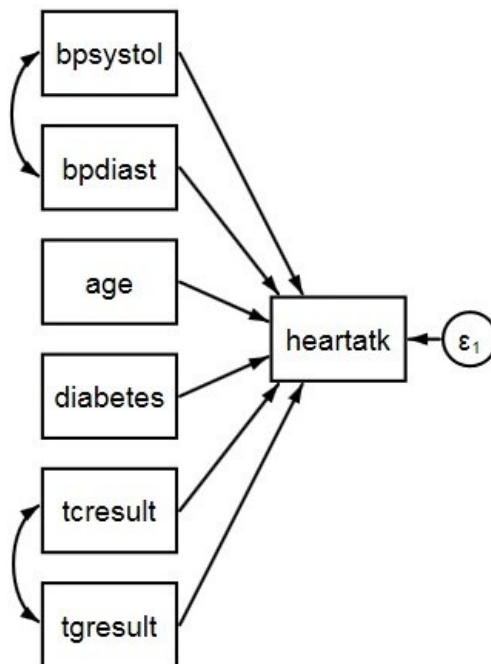 bpsystol
bpdiast
age
heartatk
ε₁
diabetes
tcresult
tgresult